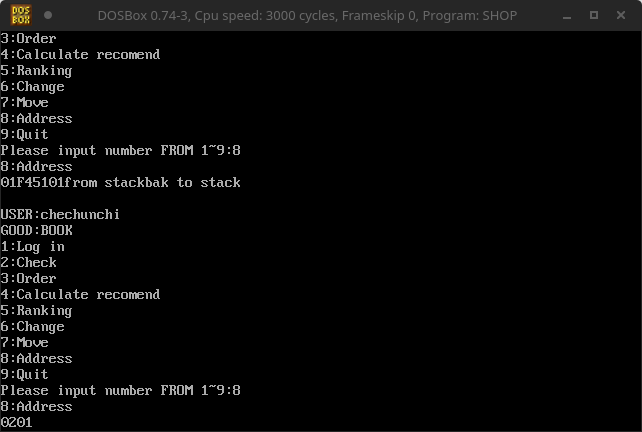 DOS
BOX
DOSBox 0.74-3, Cpu speed: 3000 cycles, Frameskip 0, Program: SHOP
3:Order
4:Calculate recomend
5:Ranking
6:Change
7:Move
8:Address
9:Quit
Please input number FROM 1~9:8
8:Address
01F45101from stackbak to stack
USER:chechunchi
GOOD:BOOK
1:Log in
2:Check
3:Order
4:Calculate recomend
5:Ranking
6:Change
7:Move
8:Address
9:Quit
Please input number FROM 1~9:8
8:Address
0201